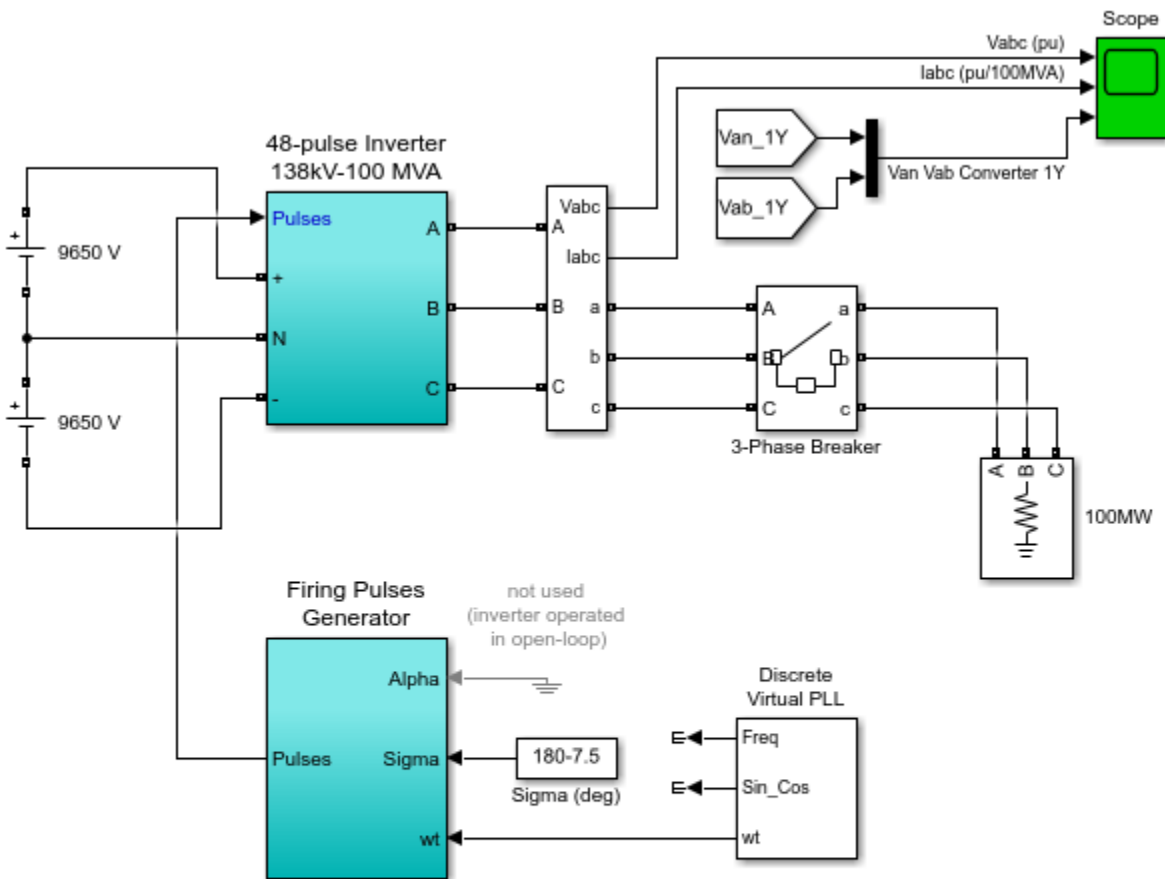 Scope
Vabc (pu)
Iabc (pu/100MVA)
Van_1Y
Vab_1Y
Van Vab Converter 1Y
48-pulse Inverter
138kV-100 MVA
Pulses
+
N
-
A
B
C
+
9650 V
+
9650 V
Vabc
A
Iabc
B
a
b
C
c
A
a
B
b
C
c
3-Phase Breaker
A
B
C
100MW
Firing Pulses
Generator
not used
(inverter operated
in open-loop)
Alpha
Pulses
Sigma
wt
180-7.5
Sigma (deg)
Discrete
Virtual PLL
Freq
Sin_Cos
wt